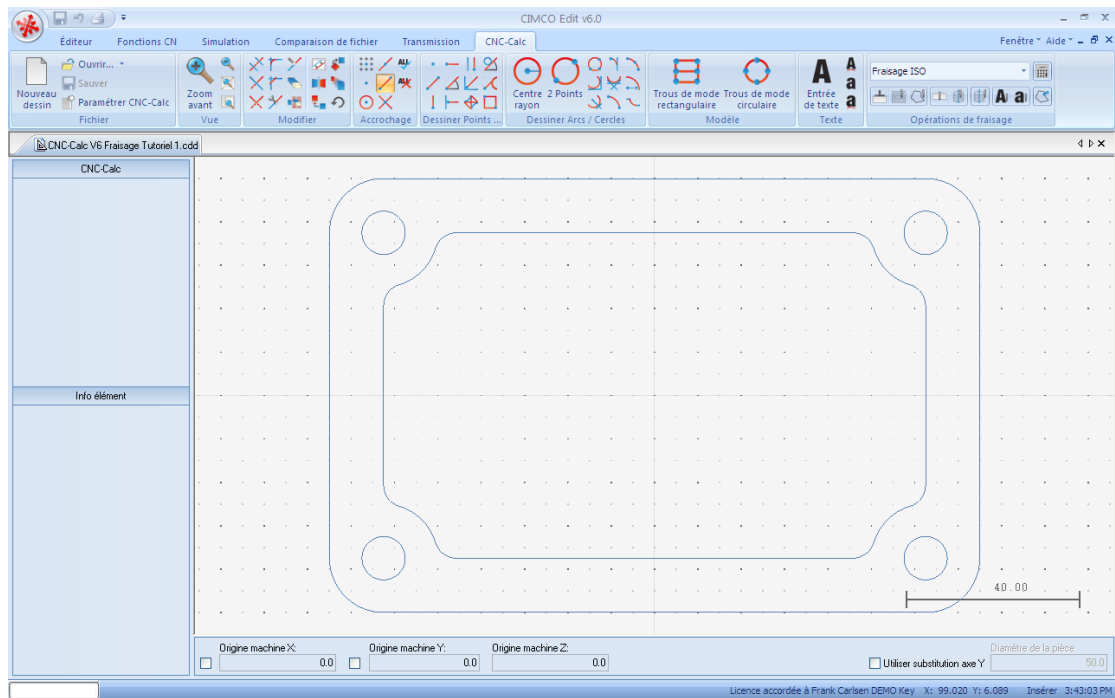 CIMCO Edit v6.0
Éditeur Fonctions CN Simulation Comparaison de fichier Transmission CNC-Calc Fenêtre Aide
Nouveau dessin
Ouvrir...
Sauver
Paramétrer CNC-Calc
Zoom avant
Centre rayon
2 Points
Trous de mode rectangulaire
Trous de mode circulaire
A
Entrée de texte
A
a
a
Fraisage ISO
A a
Fichier Vue Modifier Accrochage Dessiner Points ... Dessiner Arcs / Cercles Modèle Texte Opérations de fraisage
CNC-Calc V6 Fraisage Tutoriel 1.cdd
CNC-Calc
Info élément
40.00
Origine machine X: Origine machine Y: Origine machine Z: Diamètre de la pièce
0.0 0.0 0.0 Utiliser substitution axe Y 50.0
Licence accordée à Frank Carlsen DEMO Key X: 99.020 Y: 6.089 Insérer 3:43:03 PM